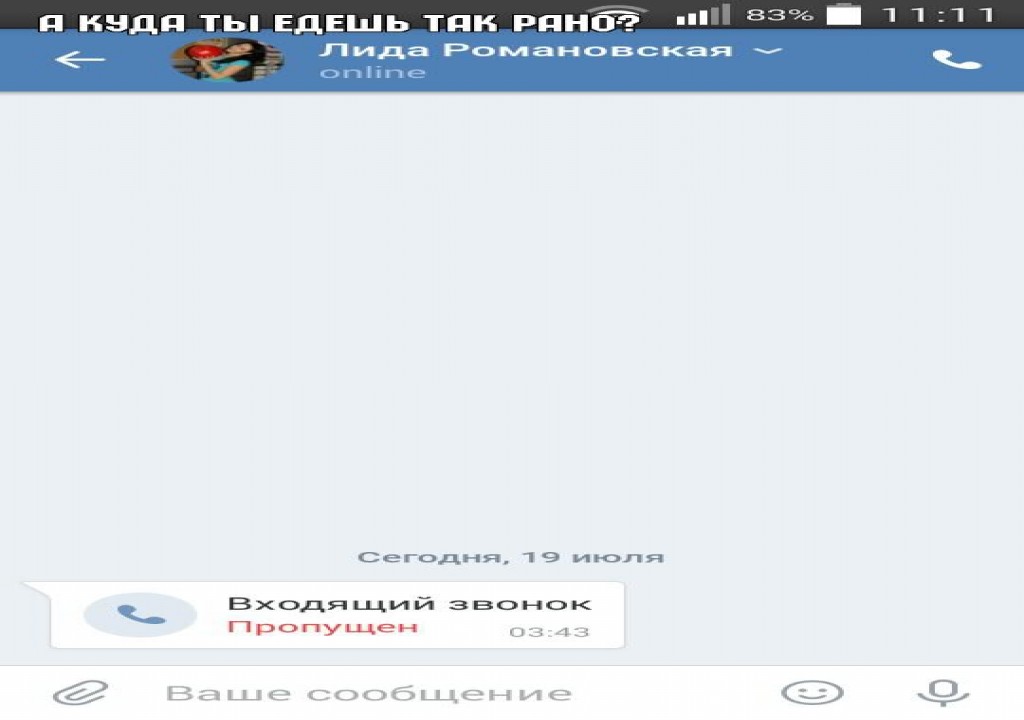 А КУДА ТЫ ЕДЕШЬ ТАК РАНО?
83% 11:11
Лида Романовская
online
Сегодня, 19 июля
Входящий звонок
Пропущен 03:43
Ваше сообщение